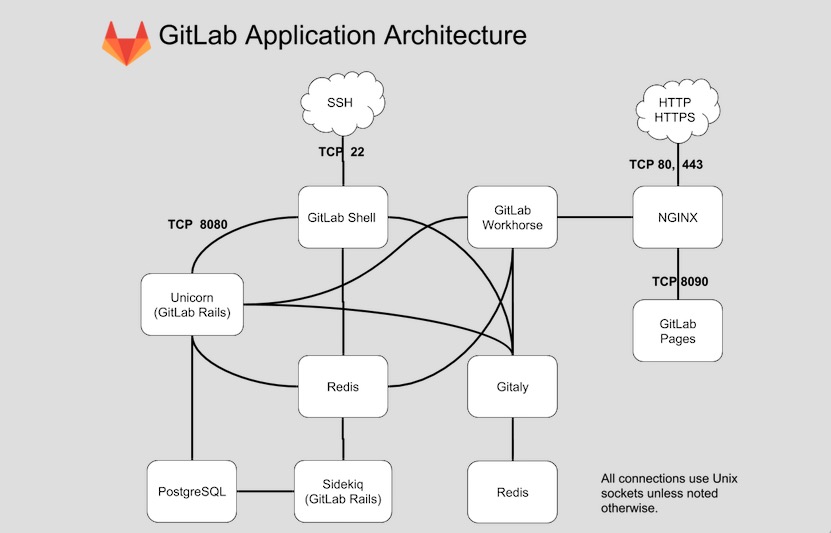 GitLab Application Architecture
SSH
HTTP
HTTPS
TCP 22
TCP 80, 443
GitLab Shell
GitLab
Workhorse
NGINX
TCP 8080
TCP 8090
Unicorn
(GitLab Rails)
GitLab
Pages
Redis
Gitaly
PostgreSQL
Sidekiq
(GitLab Rails)
Redis
All connections use Unix
sockets unless noted
otherwise.